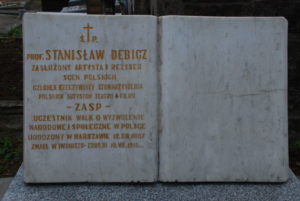 Ś. P.
PROF. STANISŁAW DEBICZ
ZASŁUŻONY ARTYSTA I REŻYSER
SCEN POLSKICH
CZŁONEK RZECZYWISTY STOWARZYSZENIA
POLSKICH ARTYSTÓW TEATRU I FILMU
- ZASP -
UCZESTNIK WALK O WYZWOLENIE
NARODOWE I SPOŁECZNE W POLSCE
URODZONY W WARSZAWIE
ZMARŁ W